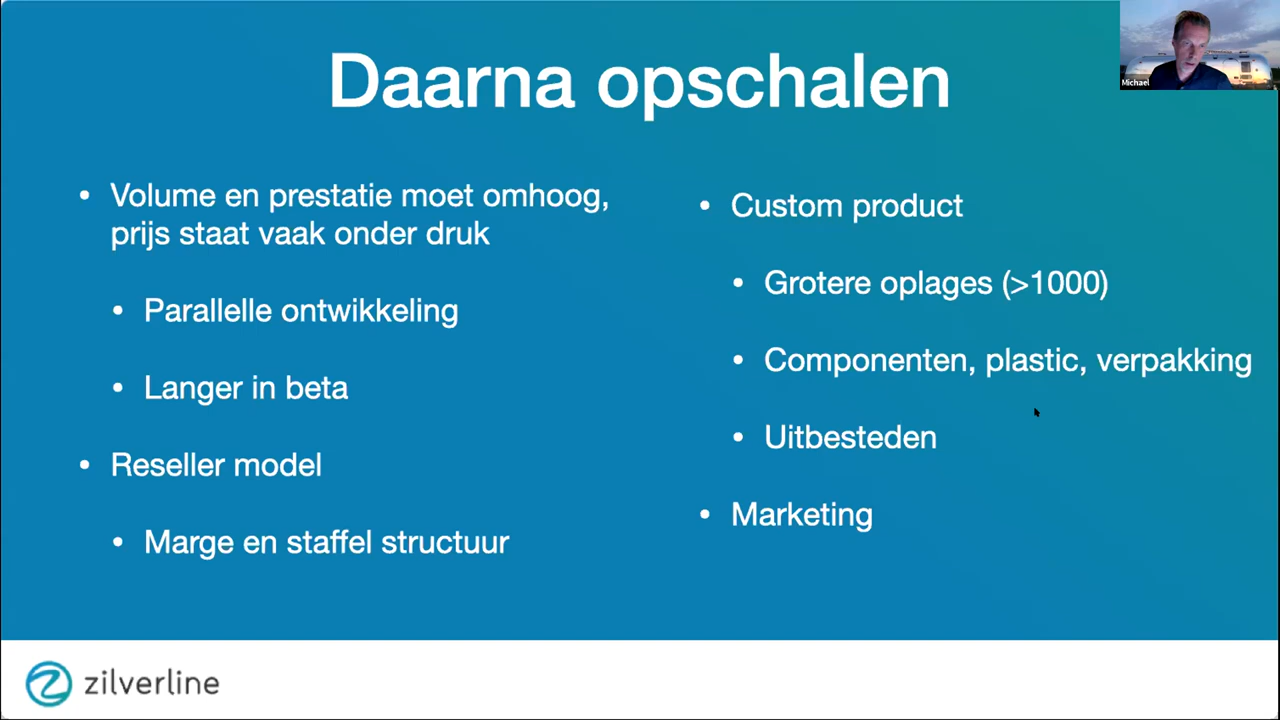 Daarna opschalen
Michael
• Volume en prestatie moet omhoog,
prijs staat vaak onder druk
• Parallelle ontwikkeling
• Langer in beta
• Reseller model
• Marge en staffel structuur
• Custom product
• Grotere oplages (>1000)
• Componenten, plastic, verpakking
• Uitbesteden
• Marketing
zilverline